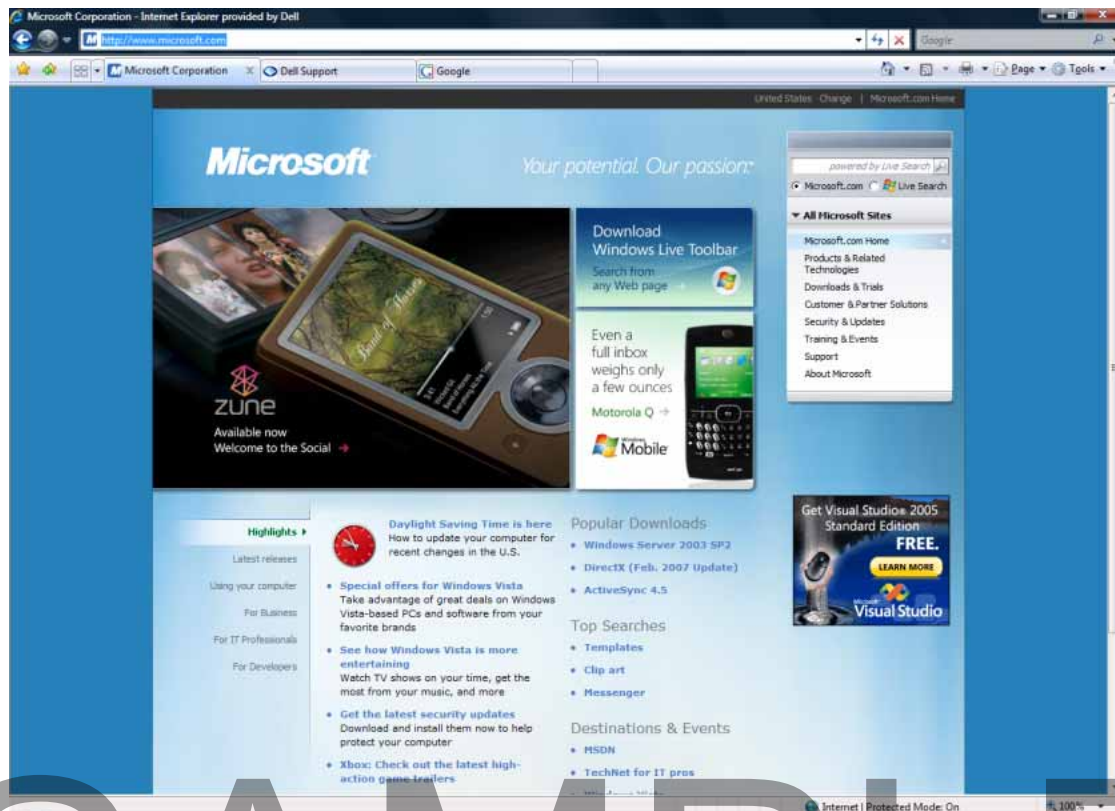 Microsoft Corporation - Internet Explorer provided by Dell
http://www.microsoft.com
Google
Microsoft Corporation
Dell Support
Google
Page
Tools
United States Change | Microsoft.com Home
Microsoft
Your potential. Our passion.™
powered by Live Search
Microsoft.com
Live Search
All Microsoft Sites
Microsoft.com Home
Products & Related
Technologies
Downloads & Trials
Customer & Partner Solutions
Security & Updates
Training & Events
Support
About Microsoft
Band of Horses
zune
Available now
Welcome to the Social
Download
Windows Live Toolbar
Search from
any Web page
Even a
full inbox
weighs only
a few ounces
Motorola Q
Windows
Mobile
Get Visual Studio® 2005
Standard Edition
FREE.
LEARN MORE
Microsoft
Visual Studio
Highlights
Latest releases
Using your computer
For Business
For IT Professionals
For Developers
Daylight Saving Time is here
How to update your computer for
recent changes in the U.S.
Special offers for Windows Vista
Take advantage of great deals on Windows
Vista-based PCs and software from your
favorite brands
See how Windows Vista is more
entertaining
Watch TV shows on your time, get the
most from your music, and more
Get the latest security updates
Download and install them now to help
protect your computer
Xbox: Check out the latest high-
action game trailers
Popular Downloads
Windows Server 2003 SP2
DirectX (Feb. 2007 Update)
ActiveSync 4.5
Top Searches
Templates
Clip art
Messenger
Destinations & Events
MSDN
TechNet for IT pros
Internet | Protected Mode: On
100%